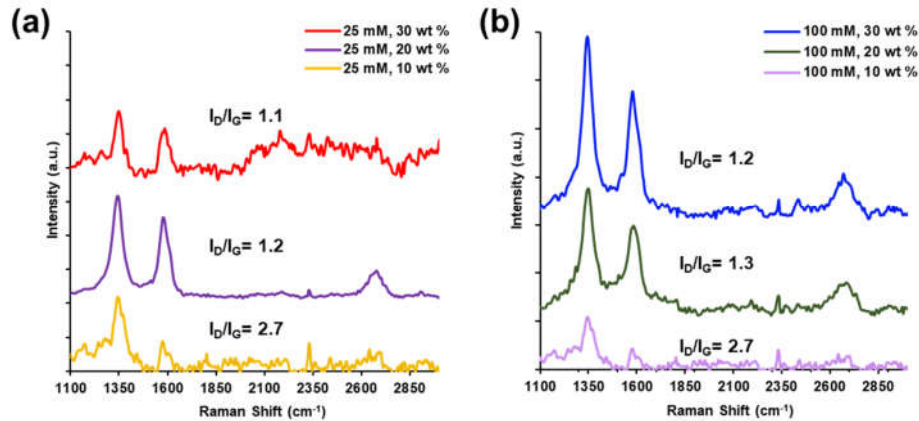 (a)
25 mM, 30 wt %
25 mM, 20 wt %
25 mM, 10 wt %
I_D/I_G= 1.1
I_D/I_G= 1.2
I_D/I_G= 2.7
Intensity (a.u.)
1100 1350 1600 1850 2100 2350 2600 2850
Raman Shift (cm⁻¹)
(b)
100 mM, 30 wt %
100 mM, 20 wt %
100 mM, 10 wt %
I_D/I_G= 1.2
I_D/I_G= 1.3
I_D/I_G= 2.7
Intensity (a.u.)
1100 1350 1600 1850 2100 2350 2600 2850
Raman Shift (cm⁻¹)